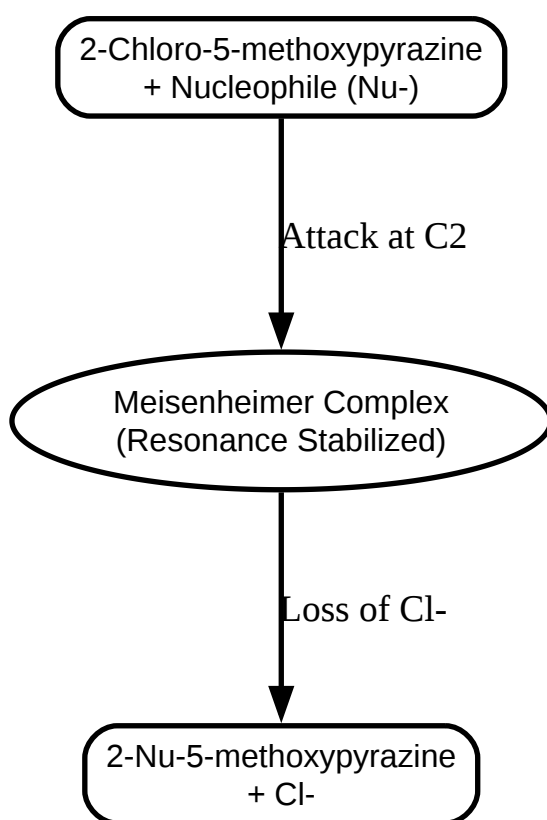 2-Chloro-5-methoxypyrazine
+ Nucleophile (Nu-)
Attack at C2
Meisenheimer Complex
(Resonance Stabilized)
Loss of Cl-
2-Nu-5-methoxypyrazine
+ Cl-